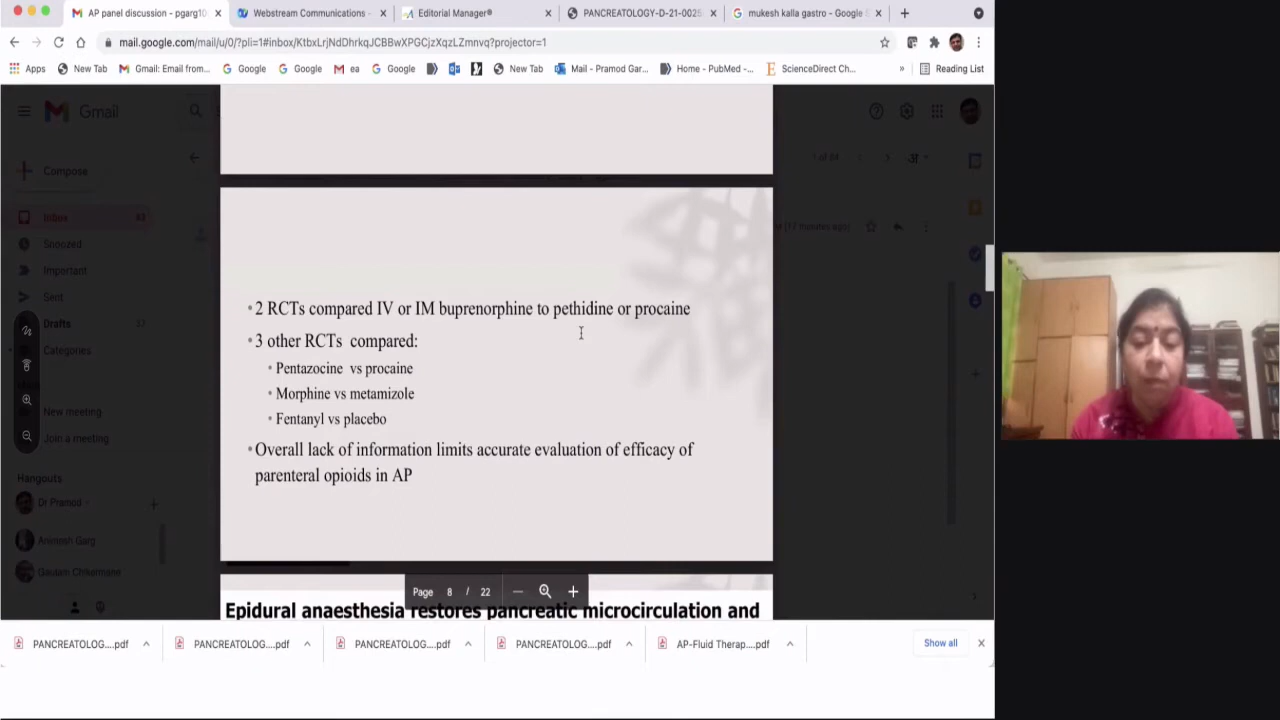 AP panel discussion - pgarg10
Webstream Communications -
Editorial Manager®
PANCREATOLOGY-D-21-0025
mukesh kalla gastro - Google
mail.google.com/mail/u/0/?pli=1#inbox/KtbxLrjNdDhrkqJCBBwXPGCjzXqzLZmnvq?projector=1
Apps
New Tab
Gmail: Email from...
Google
Google
ea
Google
New Tab
Mail - Pramod Gar...
Home - PubMed -...
ScienceDirect Ch...
»
Reading List
Gmail
Compose
Inbox
Snoozed
Important
Sent
Drafts
Categories
New meeting
Join a meeting
Hangouts
Dr Pramod
Garg
Gautam Chikermane
(17 months ago)
• 2 RCTs compared IV or IM buprenorphine to pethidine or procaine
• 3 other RCTs compared:
• Pentazocine vs procaine
• Morphine vs metamizole
• Fentanyl vs placebo
• Overall lack of information limits accurate evaluation of efficacy of
parenteral opioids in AP
Page 8 / 22
Epidural anaesthesia restores pancreatic microcirculation and
PANCREATOLOG....pdf
PANCREATOLOG....pdf
PANCREATOLOG....pdf
PANCREATOLOG....pdf
AP-Fluid Therap....pdf
Show all